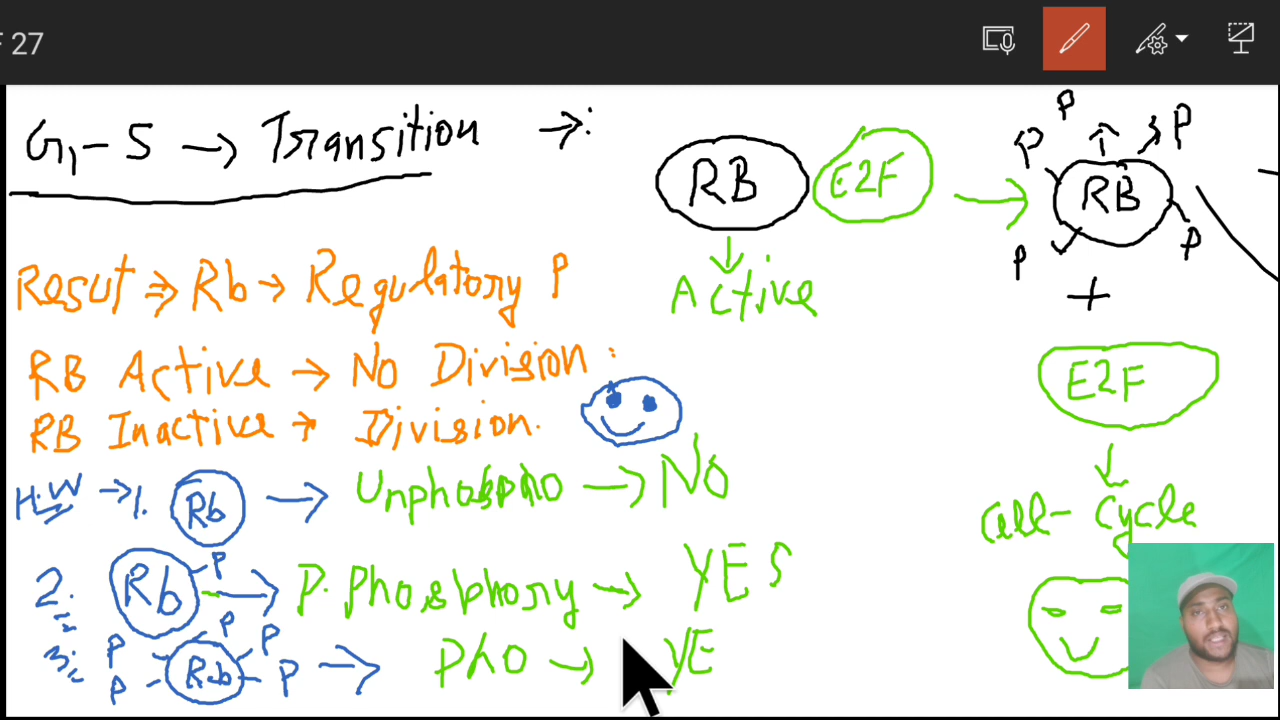 F 27
G1-S → Transition →:
RB E2F →
P P P P P
RB
↓
Active
+
E2F
↓
Cell-Cycle
Resut ⇒ Rb → Regulatory P
RB Active → No Division:
RB Inactive → Division.
H.W → 1. Rb → Unphospho → No
2. Rb P → P. Phosphory → YES
3. P P P P P Rb → Pho → YE